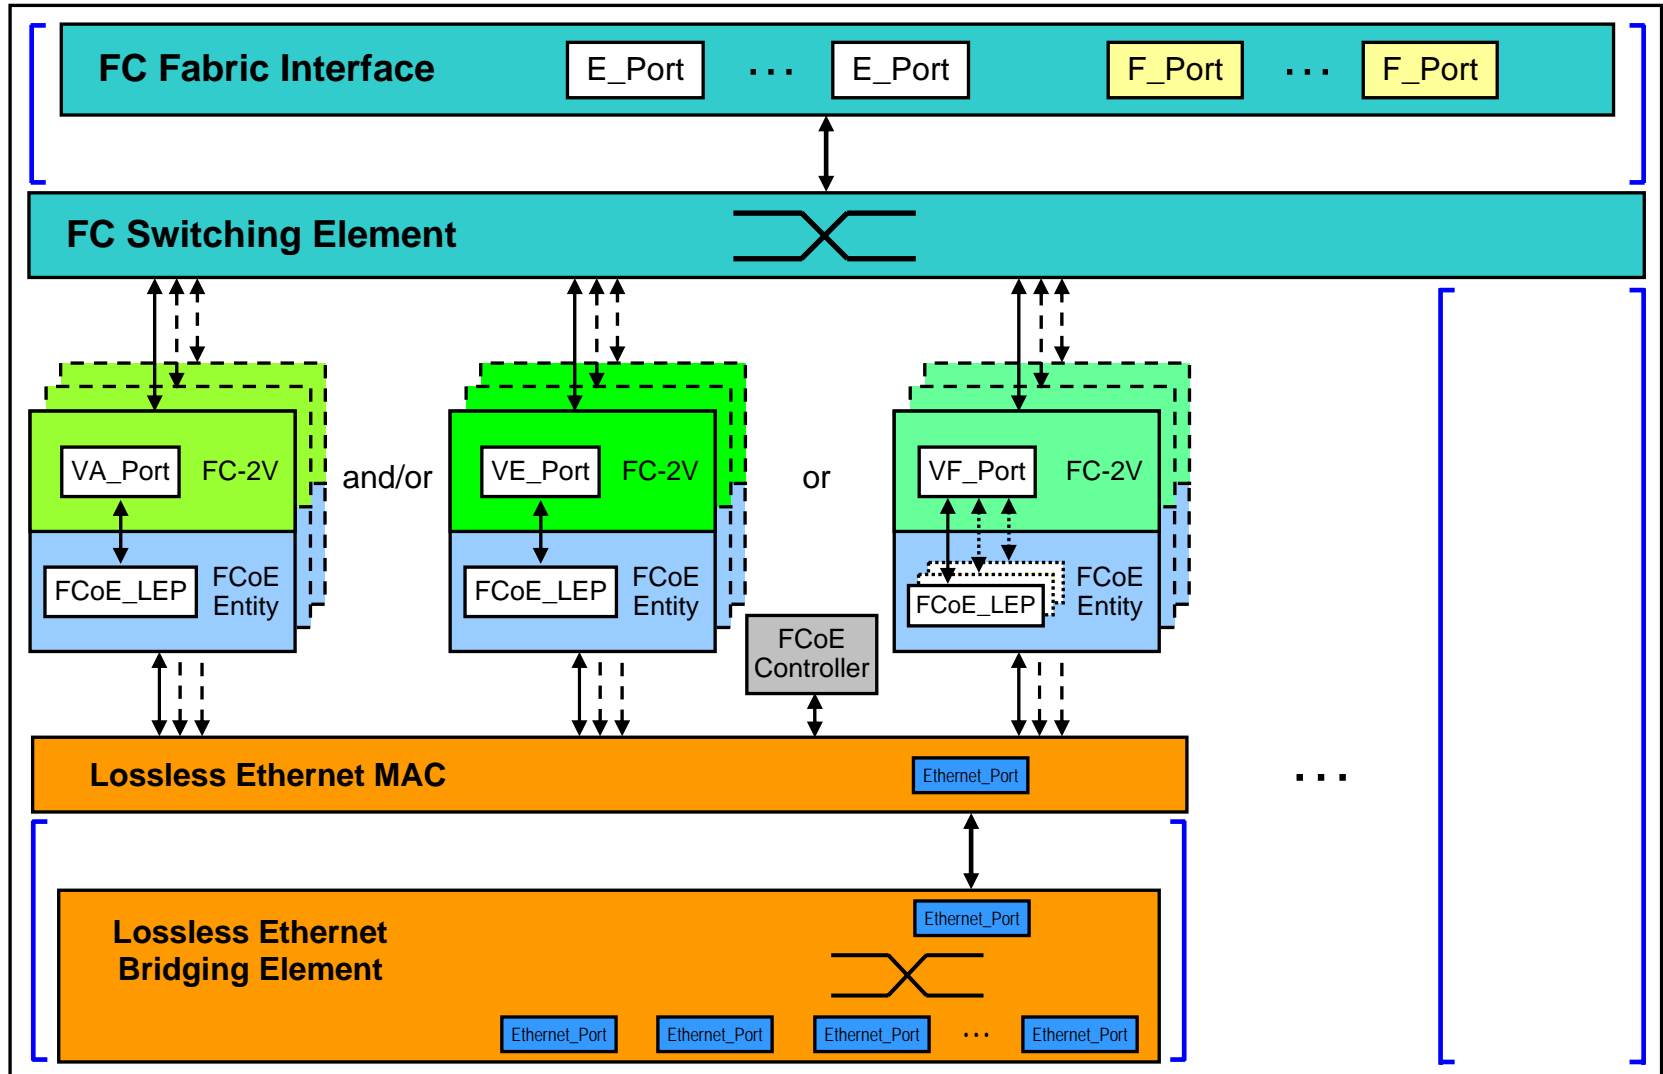 FC Fabric Interface
E_Port ... E_Port F_Port ... F_Port
FC Switching Element
VA_Port FC-2V
and/or
VE_Port FC-2V
or
VF_Port FC-2V
FCoE_LEP
FCoE
Entity
FCoE_LEP
FCoE
Entity
FCoE_LEP
FCoE
Entity
FCoE
Controller
Lossless Ethernet MAC
Ethernet_Port
...
Ethernet_Port
Lossless Ethernet
Bridging Element
Ethernet_Port Ethernet_Port Ethernet_Port ... Ethernet_Port